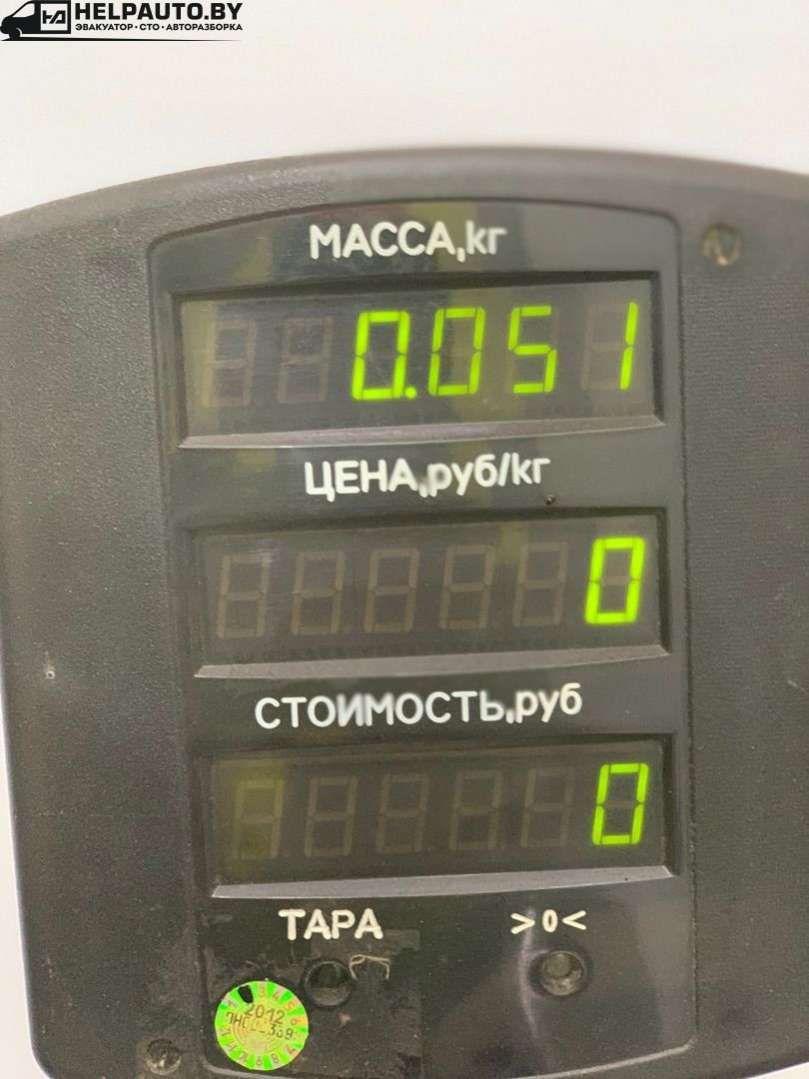 HELPAUTO.BY
ЭВАКУАТОР · СТО · АВТОРАЗБОРКА
МАССА,кг
0.051
ЦЕНА,руб/кг
0
СТОИМОСТЬ,руб
0
ТАРА >0<
2012